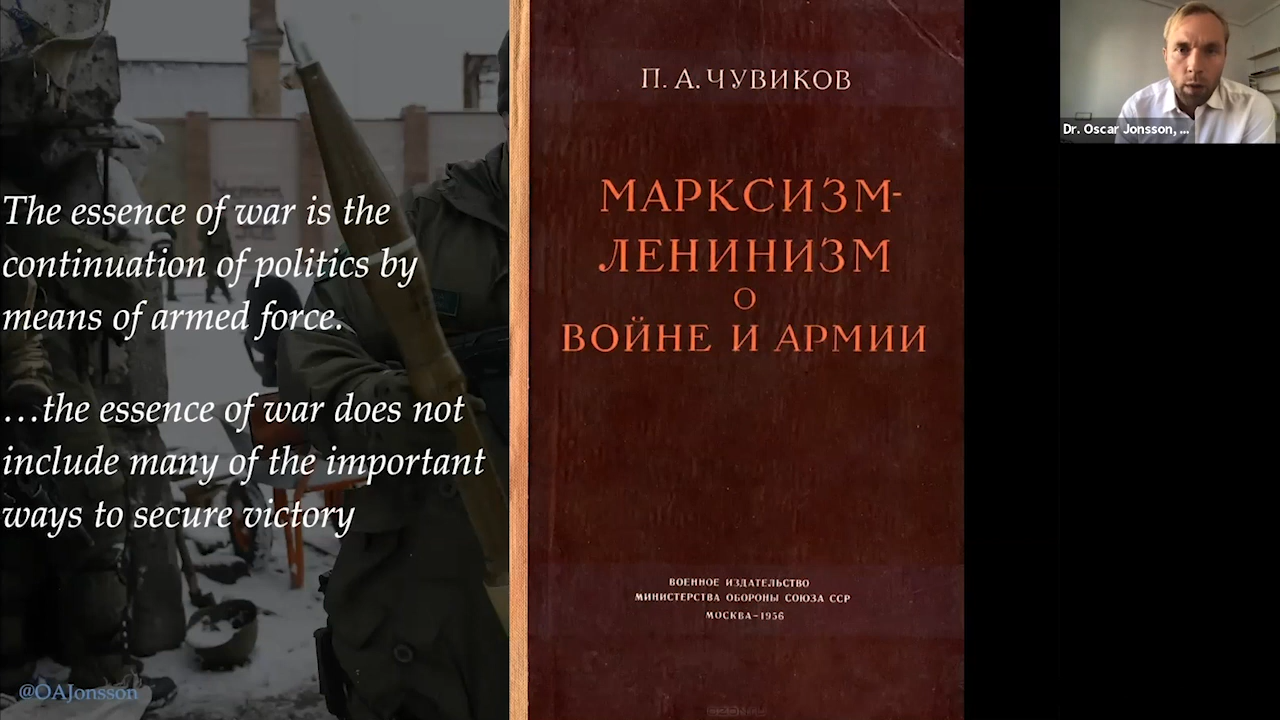 The essence of war is the
continuation of politics by
means of armed force.
…the essence of war does not
include many of the important
ways to secure victory
@OAJonsson
П. А. ЧУВИКОВ
МАРКСИЗМ-
ЛЕНИНИЗМ
О
ВОЙНЕ И АРМИИ
ВОЕННОЕ ИЗДАТЕЛЬСТВО
МИНИСТЕРСТВА ОБОРОНЫ СОЮЗА ССР
МОСКВА—1956
Dr. Oscar Jonsson, ...